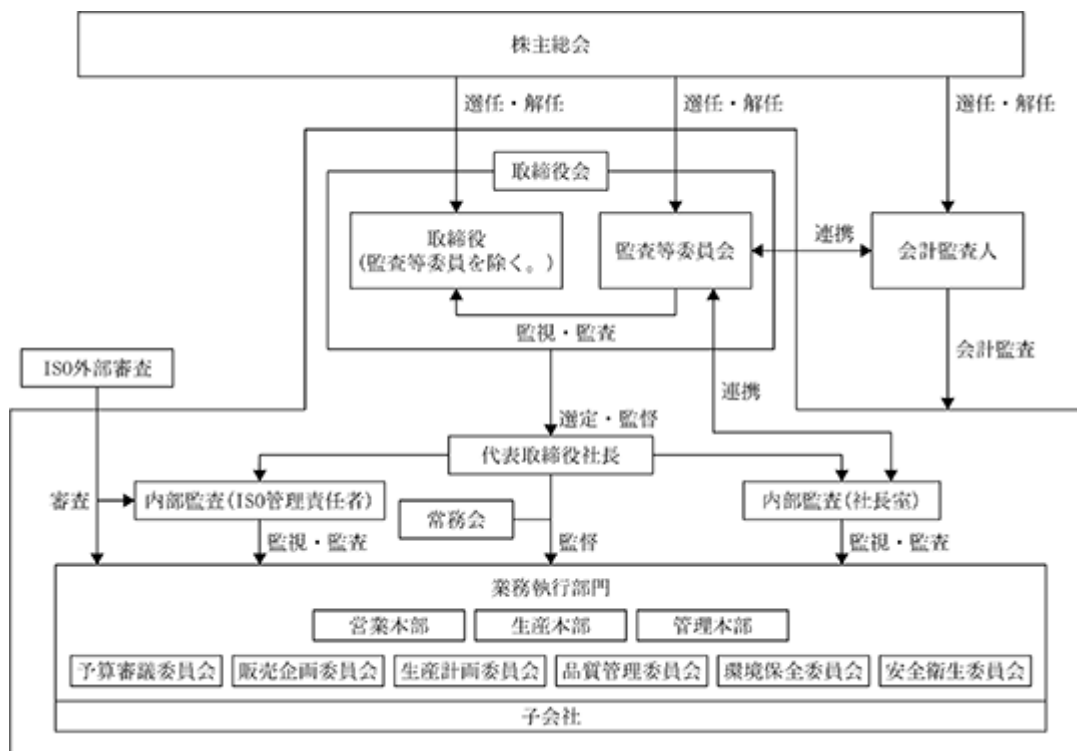 株主総会
選任・解任
選任・解任
選任・解任
取締役会
取締役
(監査等委員を除く。)
監査等委員会
連携
会計監査人
監視・監査
ISO外部審査
会計監査
連携
選定・監督
代表取締役社長
審査
内部監査(ISO管理責任者)
常務会
内部監査(社長室)
監視・監査
監督
監視・監査
業務執行部門
営業本部
生産本部
管理本部
予算審議委員会
販売企画委員会
生産計画委員会
品質管理委員会
環境保全委員会
安全衛生委員会
子会社